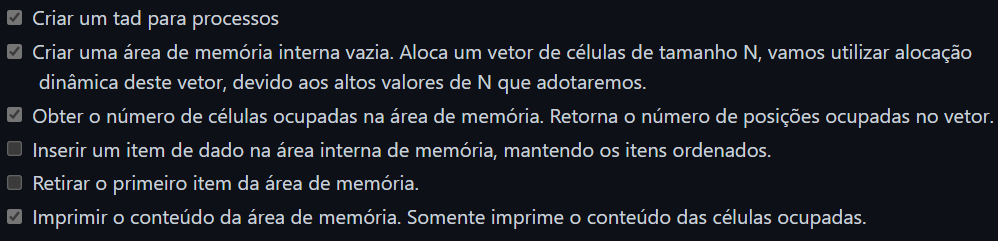 Criar um tad para processos
Criar uma área de memória interna vazia. Aloca um vetor de células de tamanho N, vamos utilizar alocação
dinâmica deste vetor, devido aos altos valores de N que adotaremos.
Obter o número de células ocupadas na área de memória. Retorna o número de posições ocupadas no vetor.
Inserir um item de dado na área interna de memória, mantendo os itens ordenados.
Retirar o primeiro item da área de memória.
Imprimir o conteúdo da área de memória. Somente imprime o conteúdo das células ocupadas.